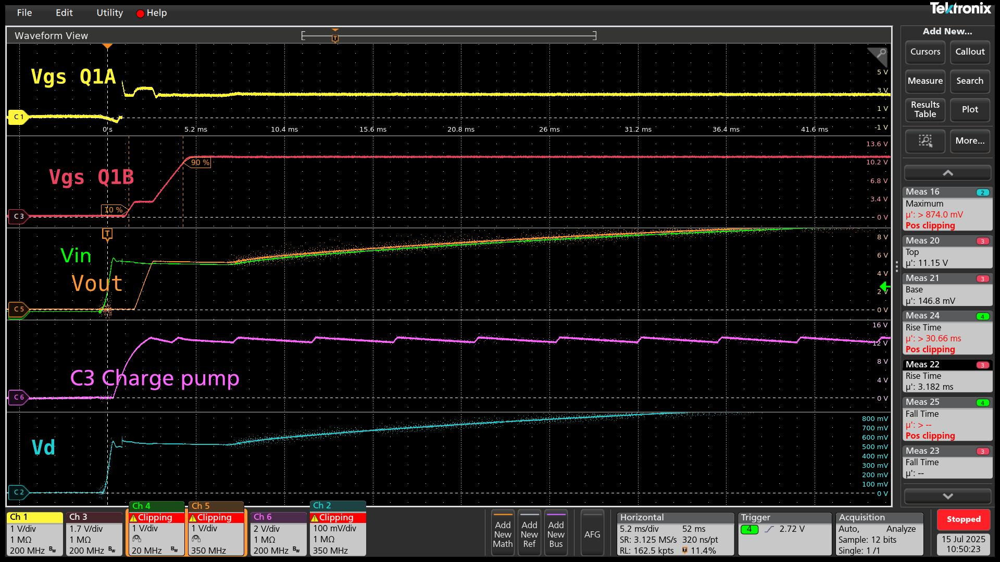 File Edit Utility Help
Tektronix
Waveform View
Add New...
Cursors Callout
Measure Search
Results Table Plot
More...
Vgs Q1A
5 V
3 V
1 V
-1 V
C 1
0 s 5.2 ms 10.4 ms 15.6 ms 20.8 ms 26 ms 31.2 ms 36.4 ms 41.6 ms
Vgs Q1B
13.6 V
10.2 V
6.8 V
3.4 V
0 V
90 %
10 %
C 3
T
Vin
Vout
8 V
6 V
4 V
2 V
0 V
C 5
C3 Charge pump
16 V
12 V
8 V
4 V
0 V
C 6
Vd
800 mV
700 mV
600 mV
500 mV
400 mV
300 mV
200 mV
100 mV
0 V
C 2
Meas 16 2
Maximum
µ': > 874.0 mV
Pos clipping
Meas 20 3
Top
µ': 11.15 V
Meas 21 3
Base
µ': 146.8 mV
Meas 24 4
Rise Time
µ': > 30.66 ms
Pos clipping
Meas 22 3
Rise Time
µ': 3.182 ms
Meas 25 4
Fall Time
µ': > --
Pos clipping
Meas 23 3
Fall Time
µ': --
Ch 1
1 V/div
1 MΩ
200 MHz Bw
Ch 3
1.7 V/div
1 MΩ
200 MHz Bw
Ch 4
Clipping
1 V/div
20 MHz Bw
Ch 5
Clipping
1 V/div
350 MHz
Ch 6
2 V/div
1 MΩ
200 MHz Bw
Ch 2
Clipping
100 mV/div
1 MΩ
350 MHz
Add New Math
Add New Ref
Add New Bus
AFG
Horizontal
5.2 ms/div 52 ms
SR: 3.125 MS/s 320 ns/pt
RL: 162.5 kpts T 11.4%
Trigger
4 2.72 V
Acquisition
Auto, Analyze
Sample: 12 bits
Single: 1 /1
Stopped
15 Jul 2025
10:50:23